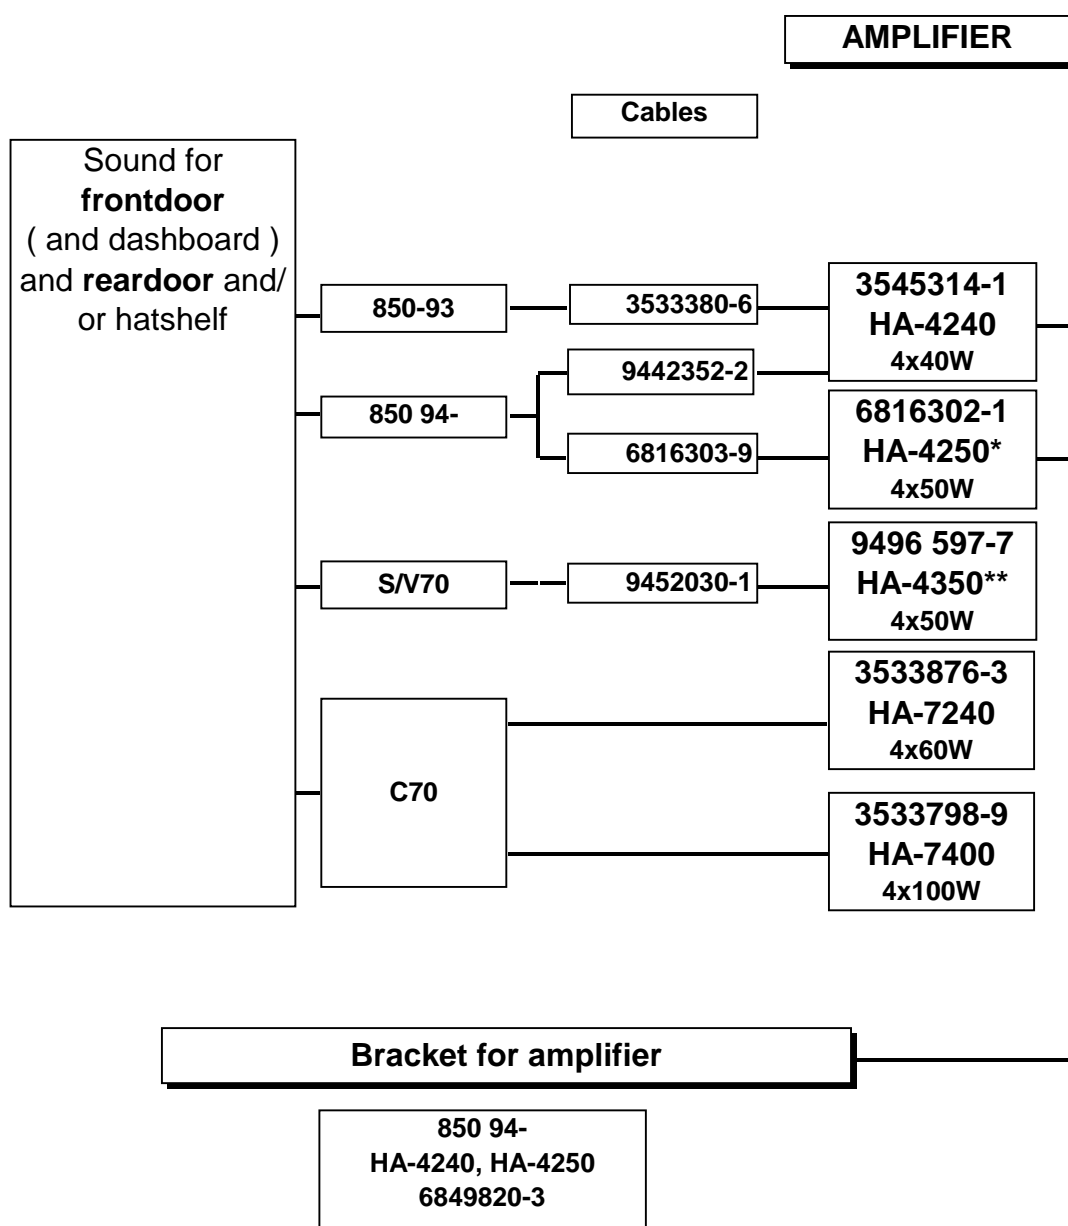 AMPLIFIER
Cables
Sound for
frontdoor
( and dashboard )
and reardoor and/
or hatshelf
850-93
3533380-6
3545314-1
HA-4240
4x40W
850 94-
9442352-2
6816303-9
6816302-1
HA-4250*
4x50W
S/V70
9452030-1
9496 597-7
HA-4350**
4x50W
C70
3533876-3
HA-7240
4x60W
3533798-9
HA-7400
4x100W
Bracket for amplifier
850 94-
HA-4240, HA-4250
6849820-3